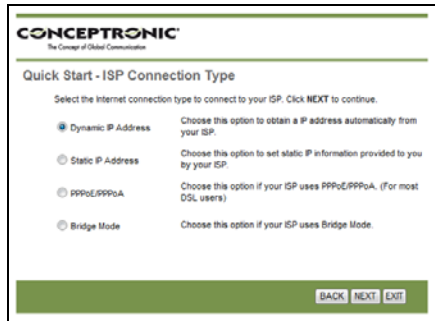 CONCEPTRONIC
The Concept of Global Communication
Quick Start - ISP Connection Type
Select the Internet connection type to connect to your ISP. Click NEXT to continue.
Dynamic IP Address
Choose this option to obtain a IP address automatically from
your ISP.
Static IP Address
Choose this option to set static IP information provided to you
by your ISP.
PPPoE/PPPoA
Choose this option if your ISP uses PPPoE/PPPoA. (For most
DSL users)
Bridge Mode
Choose this option if your ISP uses Bridge Mode.
BACK NEXT EXIT